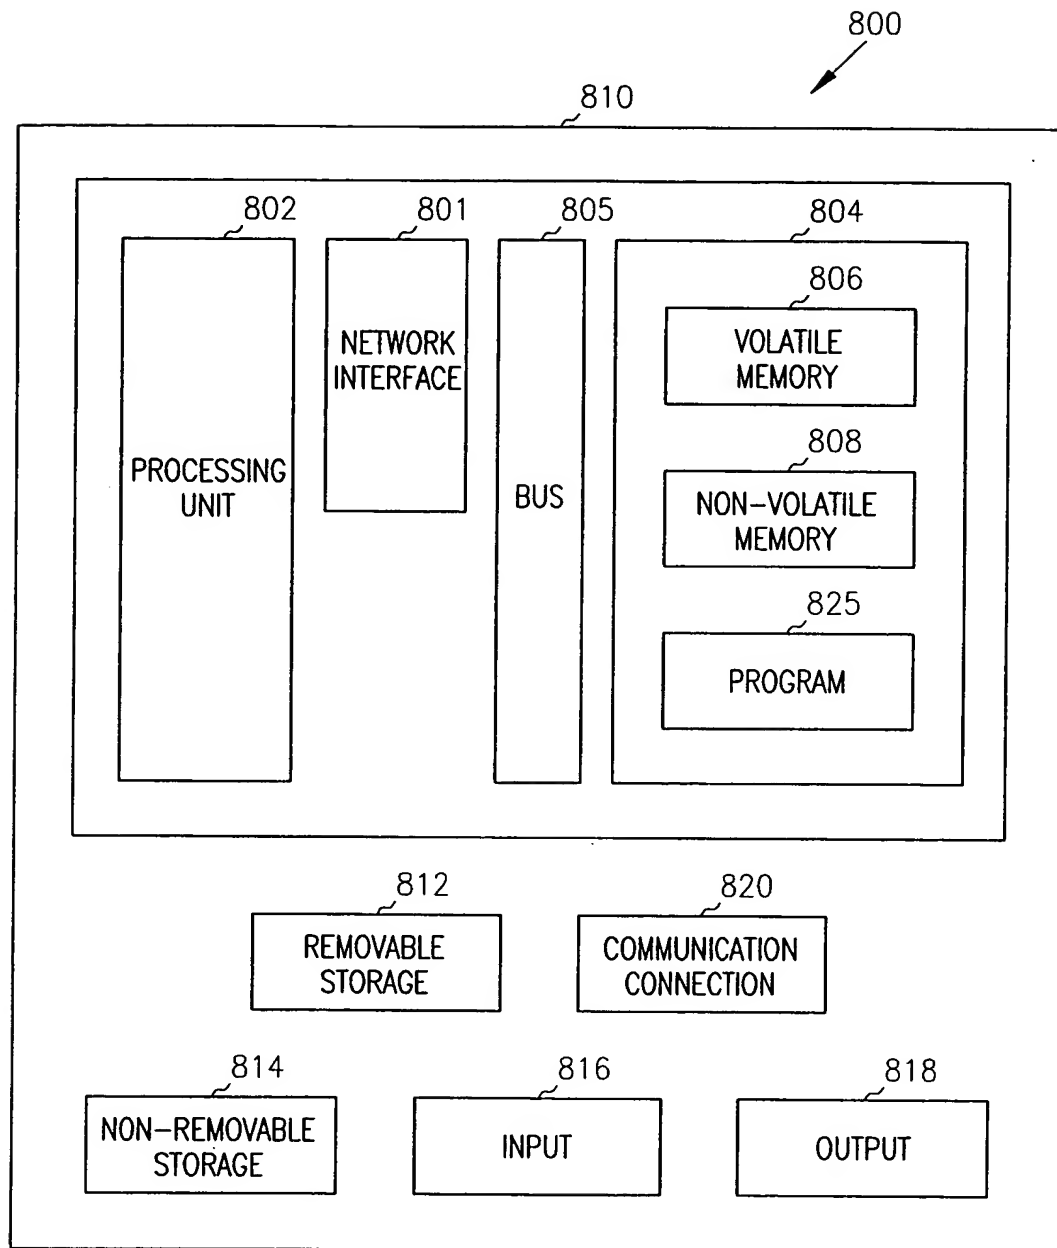 800
810
802
801
805
804
PROCESSING
UNIT
NETWORK
INTERFACE
BUS
806
VOLATILE
MEMORY
808
NON-VOLATILE
MEMORY
825
PROGRAM
812
REMOVABLE
STORAGE
820
COMMUNICATION
CONNECTION
814
NON-REMOVABLE
STORAGE
816
INPUT
818
OUTPUT